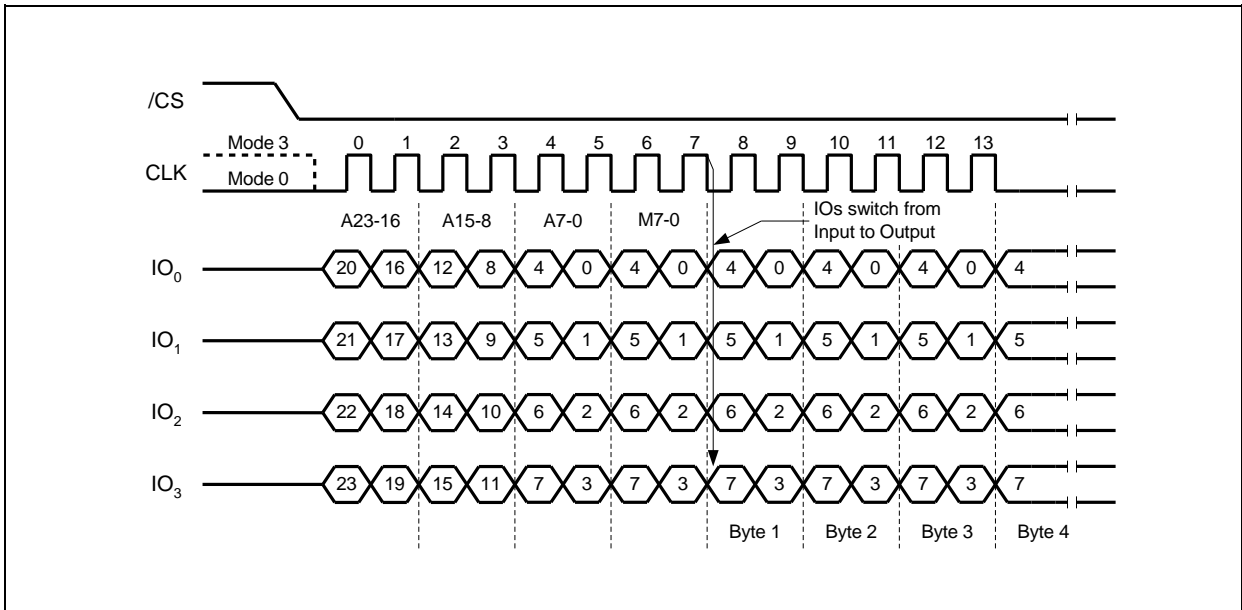 /CS
Mode 3
0 1 2 3 4 5 6 7 8 9 10 11 12 13
CLK
Mode 0
IOs switch from
Input to Output
A23-16 A15-8 A7-0 M7-0
IO0 20 16 12 8 4 0 4 0 4 0 4 0 4 0 4
IO1 21 17 13 9 5 1 5 1 5 1 5 1 5 1 5
IO2 22 18 14 10 6 2 6 2 6 2 6 2 6 2 6
IO3 23 19 15 11 7 3 7 3 7 3 7 3 7 3 7
Byte 1 Byte 2 Byte 3 Byte 4